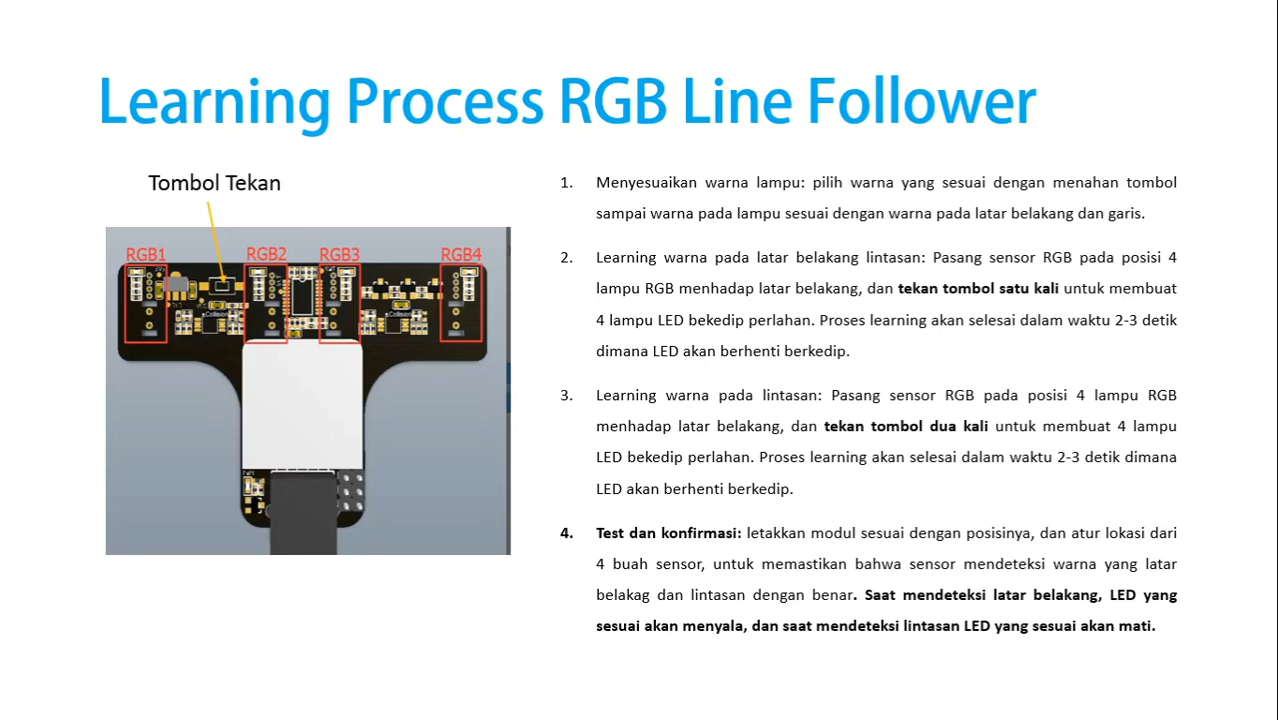 Learning Process RGB Line Follower
Tombol Tekan
RGB1
RGB2
RGB3
RGB4
Collision
Collision
1. Menyesuaikan warna lampu: pilih warna yang sesuai dengan menahan tombol
sampai warna pada lampu sesuai dengan warna pada latar belakang dan garis.
2. Learning warna pada latar belakang lintasan: Pasang sensor RGB pada posisi 4
lampu RGB menhadap latar belakang, dan tekan tombol satu kali untuk membuat
4 lampu LED bekedip perlahan. Proses learning akan selesai dalam waktu 2-3 detik
dimana LED akan berhenti berkedip.
3. Learning warna pada lintasan: Pasang sensor RGB pada posisi 4 lampu RGB
menhadap latar belakang, dan tekan tombol dua kali untuk membuat 4 lampu
LED bekedip perlahan. Proses learning akan selesai dalam waktu 2-3 detik dimana
LED akan berhenti berkedip.
4. Test dan konfirmasi: letakkan modul sesuai dengan posisinya, dan atur lokasi dari
4 buah sensor, untuk memastikan bahwa sensor mendeteksi warna yang latar
belakag dan lintasan dengan benar. Saat mendeteksi latar belakang, LED yang
sesuai akan menyala, dan saat mendeteksi lintasan LED yang sesuai akan mati.